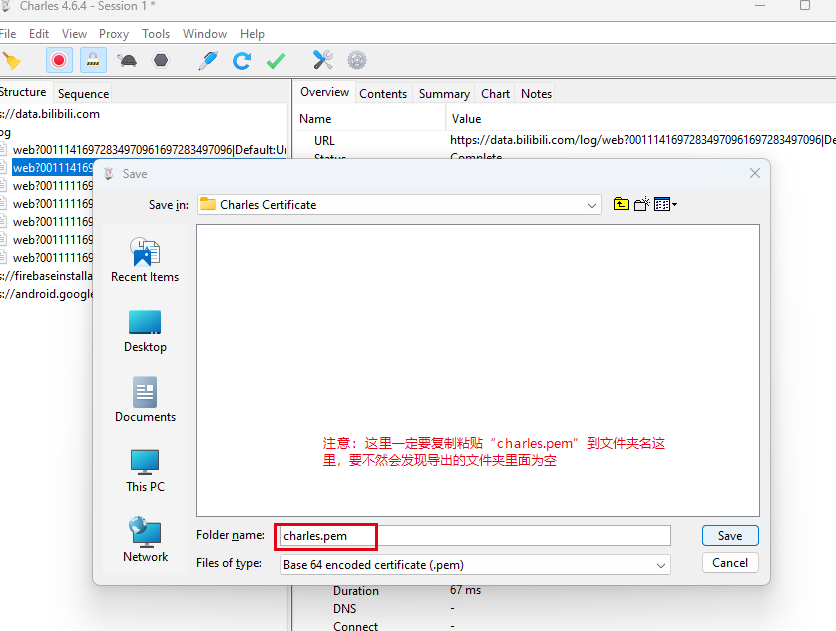 Charles 4.6.4 - Session 1 *
File Edit View Proxy Tools Window Help
Structure Sequence
Overview Contents Summary Chart Notes
s://data.bilibili.com
og
web?00111416972834970961697283497096|Default:Ur
web?001114169
web?001111169
web?001111169
web?001111169
web?001111169
web?001111169
s://firebaseinstalla
s://android.google
Name Value
URL https://data.bilibili.com/log/web?00111416972834970961697283497096|De
Status Complete
Save
Save in: Charles Certificate
Recent Items
Desktop
Documents
This PC
Network
注意：这里一定要复制粘贴“charles.pem”到文件夹名这
里，要不然会发现导出的文件夹里面为空
Folder name: charles.pem Save
Files of type: Base 64 encoded certificate (.pem) Cancel
Duration 67 ms
DNS -
Connect -